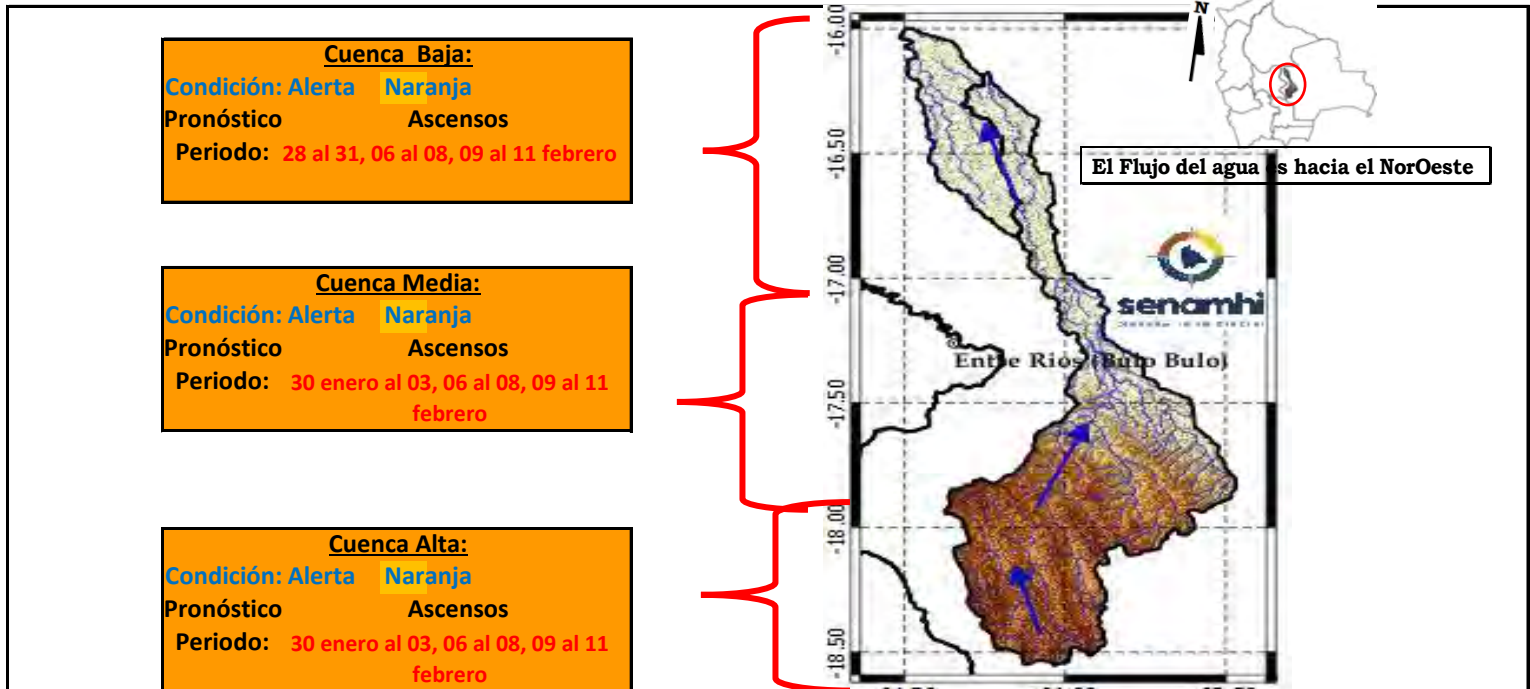 Cuenca Baja:
Condición: Alerta Naranja
Pronóstico Ascensos
Periodo: 28 al 31, 06 al 08, 09 al 11 febrero
Cuenca Media:
Condición: Alerta Naranja
Pronóstico Ascensos
Periodo: 30 enero al 03, 06 al 08, 09 al 11
febrero
Cuenca Alta:
Condición: Alerta Naranja
Pronóstico Ascensos
Periodo: 30 enero al 03, 06 al 08, 09 al 11
febrero
N
El Flujo del agua es hacia el NorOeste
senamhi
Entre Rios (Bulo Bulo)
-16.00
-16.50
-17.00
-17.50
-18.00
-18.50